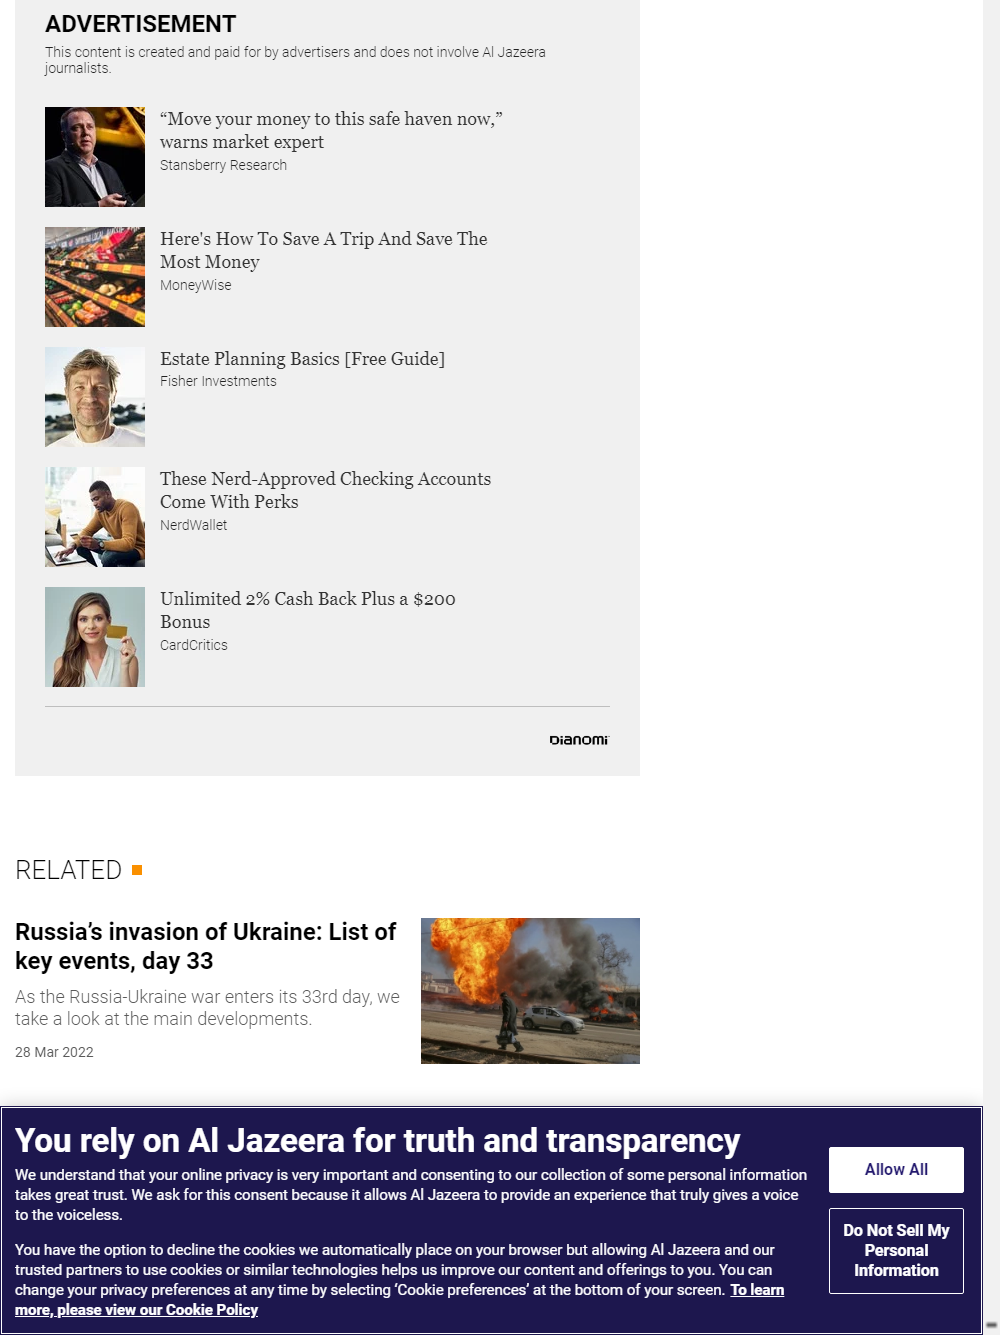 ADVERTISEMENT
This content is created and paid for by advertisers and does not involve Al Jazeera
journalists.
“Move your money to this safe haven now,”
warns market expert
Stansberry Research
Here's How To Save A Trip And Save The
Most Money
MoneyWise
Estate Planning Basics [Free Guide]
Fisher Investments
These Nerd-Approved Checking Accounts
Come With Perks
NerdWallet
Unlimited 2% Cash Back Plus a $200
Bonus
CardCritics
Dianomi
RELATED
Russia’s invasion of Ukraine: List of
key events, day 33
As the Russia-Ukraine war enters its 33rd day, we
take a look at the main developments.
28 Mar 2022
You rely on Al Jazeera for truth and transparency
We understand that your online privacy is very important and consenting to our collection of some personal information
takes great trust. We ask for this consent because it allows Al Jazeera to provide an experience that truly gives a voice
to the voiceless.
You have the option to decline the cookies we automatically place on your browser but allowing Al Jazeera and our
trusted partners to use cookies or similar technologies helps us improve our content and offerings to you. You can
change your privacy preferences at any time by selecting ‘Cookie preferences’ at the bottom of your screen. To learn
more, please view our Cookie Policy
Allow All
Do Not Sell My
Personal
Information